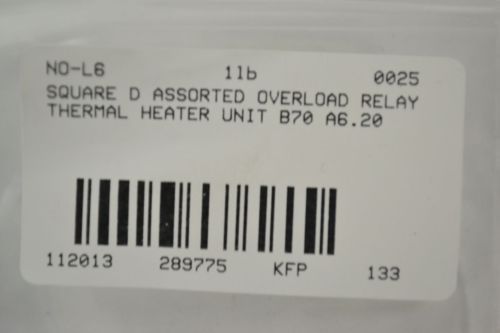 NO-L6 1lb 0025
SQUARE D ASSORTED OVERLOAD RELAY
THERMAL HEATER UNIT B70 A6.20
112013 289775 KFP 133